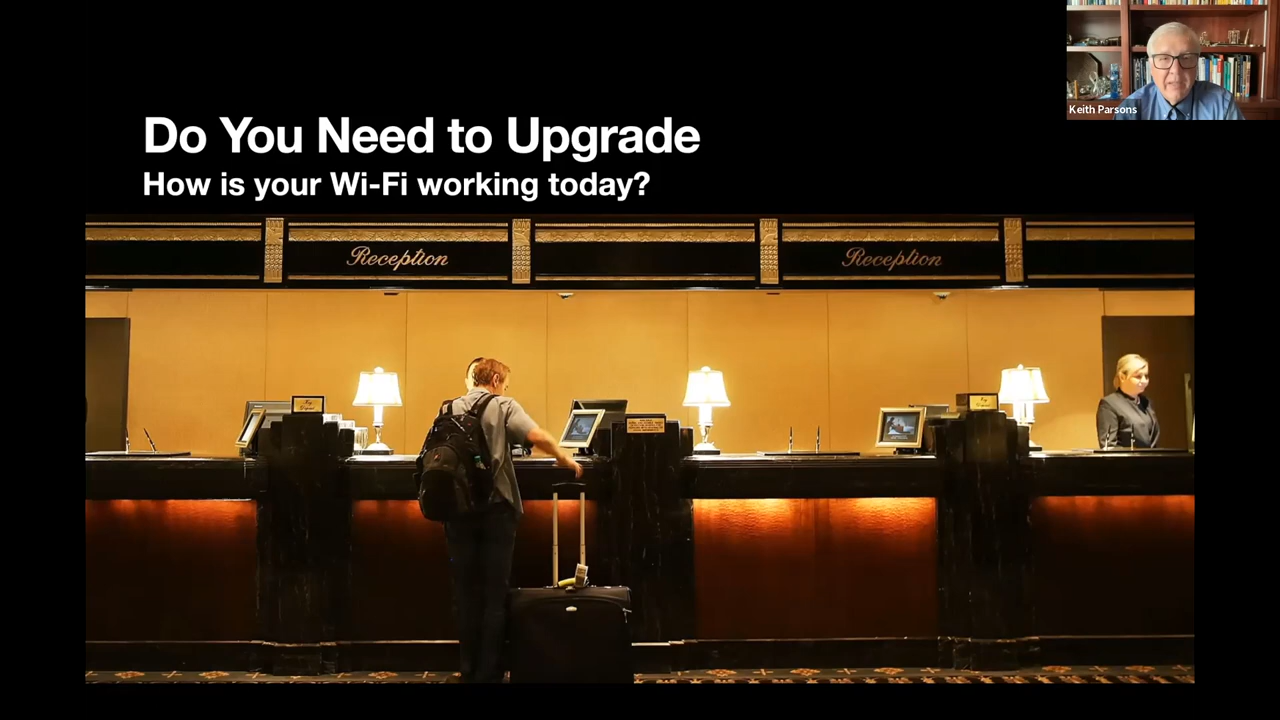 Keith Parsons
Do You Need to Upgrade
How is your Wi-Fi working today?
Reception
Reception